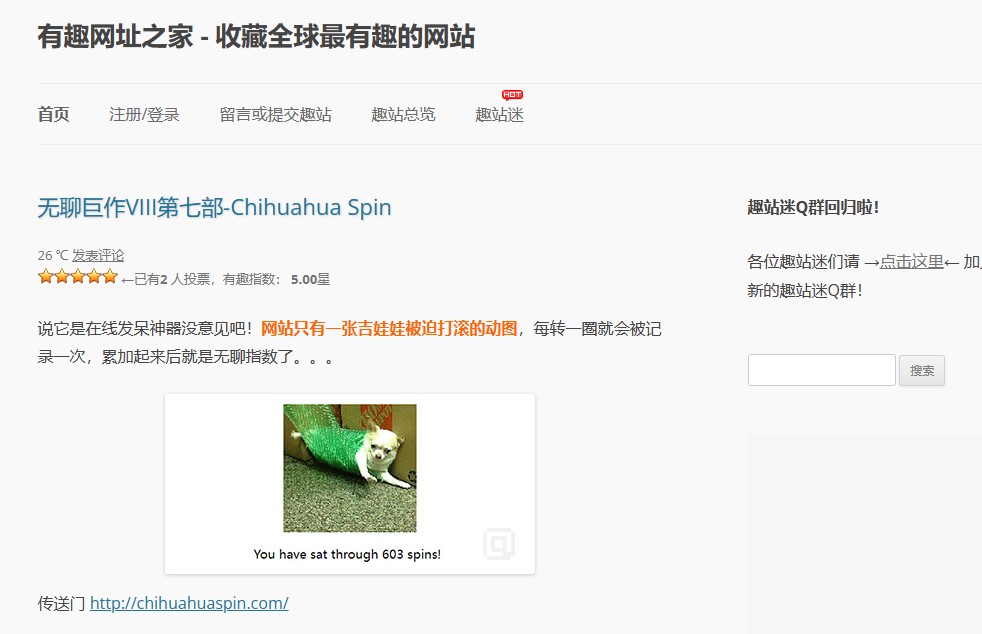 有趣网址之家 - 收藏全球最有趣的网站
HOT
首页 注册/登录 留言或提交趣站 趣站总览 趣站迷
无聊巨作VIII第七部-Chihuahua Spin
26 ℃ 发表评论
←已有2 人投票，有趣指数： 5.00星
说它是在线发呆神器没意见吧！网站只有一张吉娃娃被迫打滚的动图，每转一圈就会被记
录一次，累加起来后就是无聊指数了。。。
You have sat through 603 spins!
传送门 http://chihuahuaspin.com/
趣站迷Q群回归啦！
各位趣站迷们请 →点击这里← 加
新的趣站迷Q群！
搜索